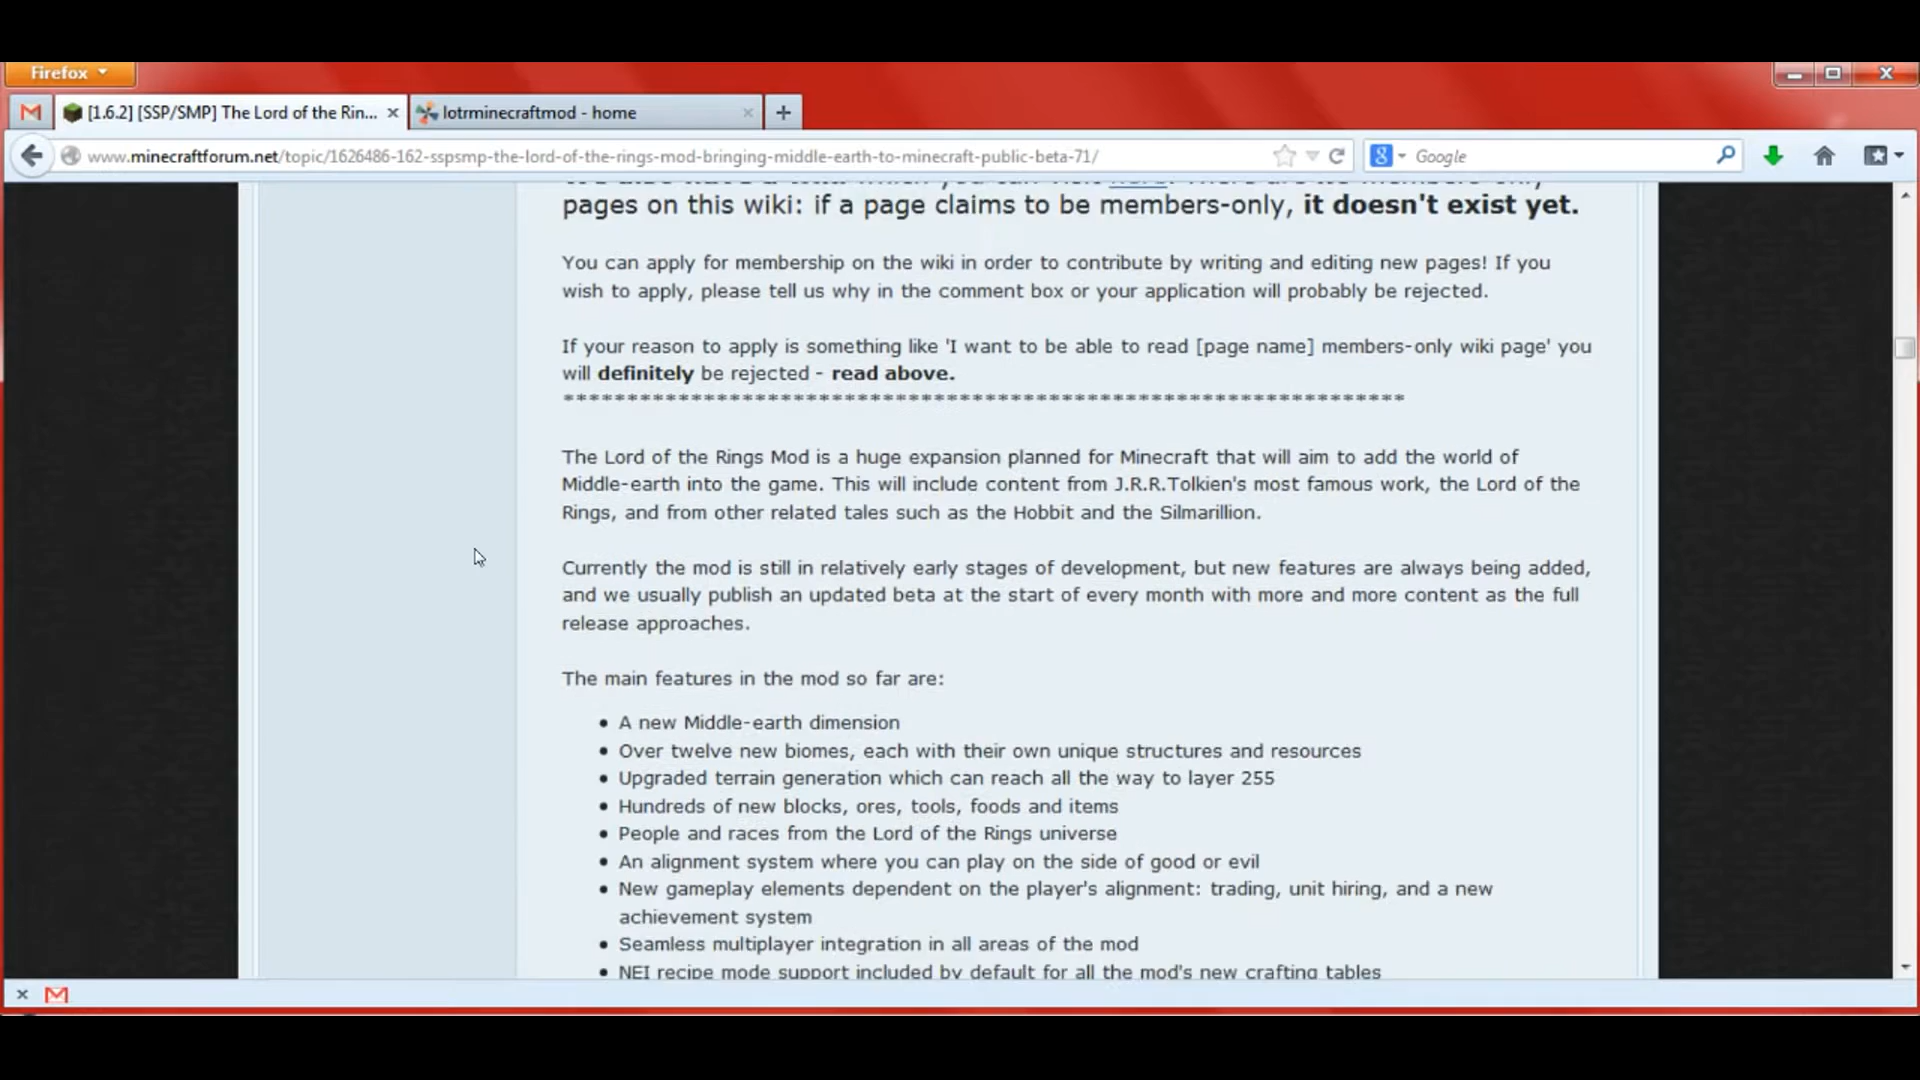 Firefox
[1.6.2] [SSP/SMP] The Lord of the Rin...
lotrminecraftmod - home
www.minecraftforum.net/topic/1626486-162-sspsmp-the-lord-of-the-rings-mod-bringing-middle-earth-to-minecraft-public-beta-71/
Google
pages on this wiki: if a page claims to be members-only, it doesn't exist yet.
You can apply for membership on the wiki in order to contribute by writing and editing new pages! If you
wish to apply, please tell us why in the comment box or your application will probably be rejected.
If your reason to apply is something like 'I want to be able to read [page name] members-only wiki page' you
will definitely be rejected - read above.
******************************************************************
The Lord of the Rings Mod is a huge expansion planned for Minecraft that will aim to add the world of
Middle-earth into the game. This will include content from J.R.R.Tolkien's most famous work, the Lord of the
Rings, and from other related tales such as the Hobbit and the Silmarillion.
Currently the mod is still in relatively early stages of development, but new features are always being added,
and we usually publish an updated beta at the start of every month with more and more content as the full
release approaches.
The main features in the mod so far are:
A new Middle-earth dimension
Over twelve new biomes, each with their own unique structures and resources
Upgraded terrain generation which can reach all the way to layer 255
Hundreds of new blocks, ores, tools, foods and items
People and races from the Lord of the Rings universe
An alignment system where you can play on the side of good or evil
New gameplay elements dependent on the player's alignment: trading, unit hiring, and a new
achievement system
Seamless multiplayer integration in all areas of the mod
NEI recipe mode support included by default for all the mod's new crafting tables